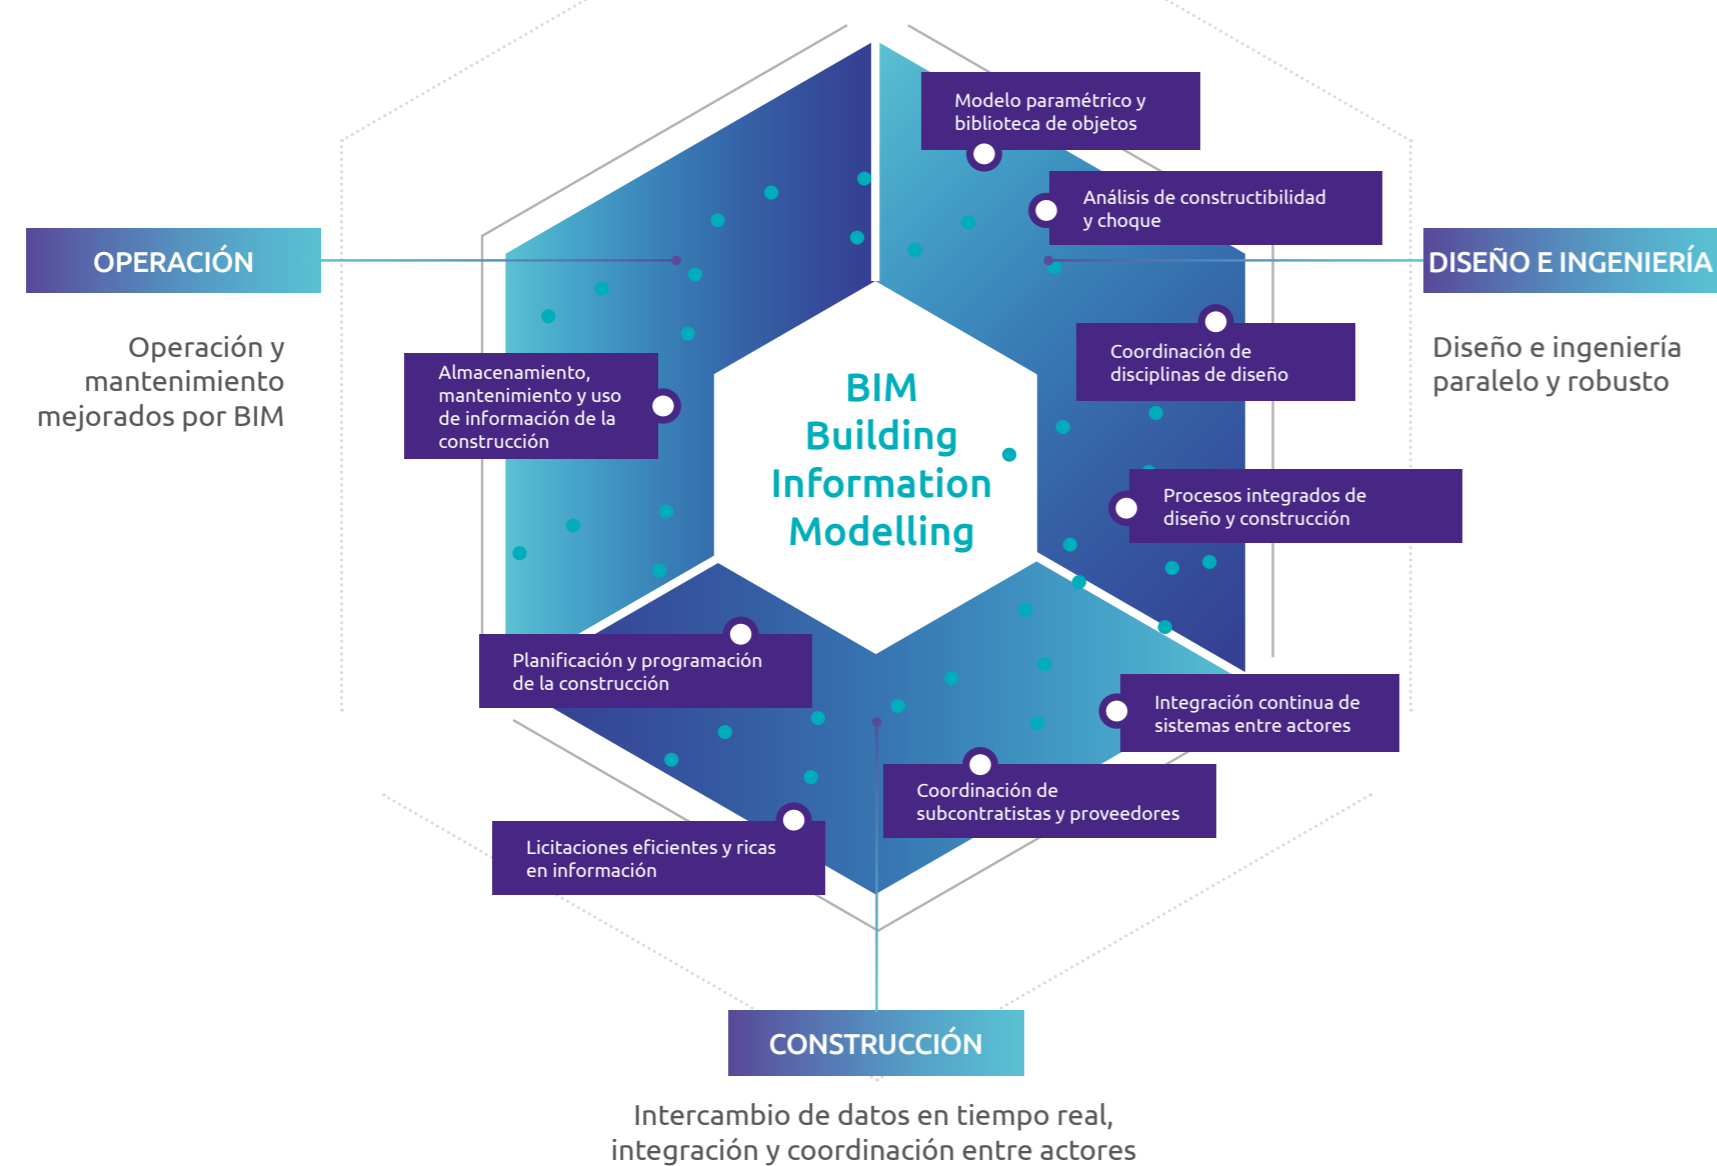 Modelo paramétrico y
biblioteca de objetos
Análisis de constructibilidad
y choque
OPERACIÓN
DISEÑO E INGENIERÍA
Operación y
mantenimiento
mejorados por BIM
Diseño e ingeniería
paralelo y robusto
Coordinación de
disciplinas de diseño
Almacenamiento,
mantenimiento y uso
de información de la
construcción
BIM
Building
Information
Modelling
Procesos integrados de
diseño y construcción
Planificación y programación
de la construcción
Integración continua de
sistemas entre actores
Coordinación de
subcontratistas y proveedores
Licitaciones eficientes y ricas
en información
CONSTRUCCIÓN
Intercambio de datos en tiempo real,
integración y coordinación entre actores